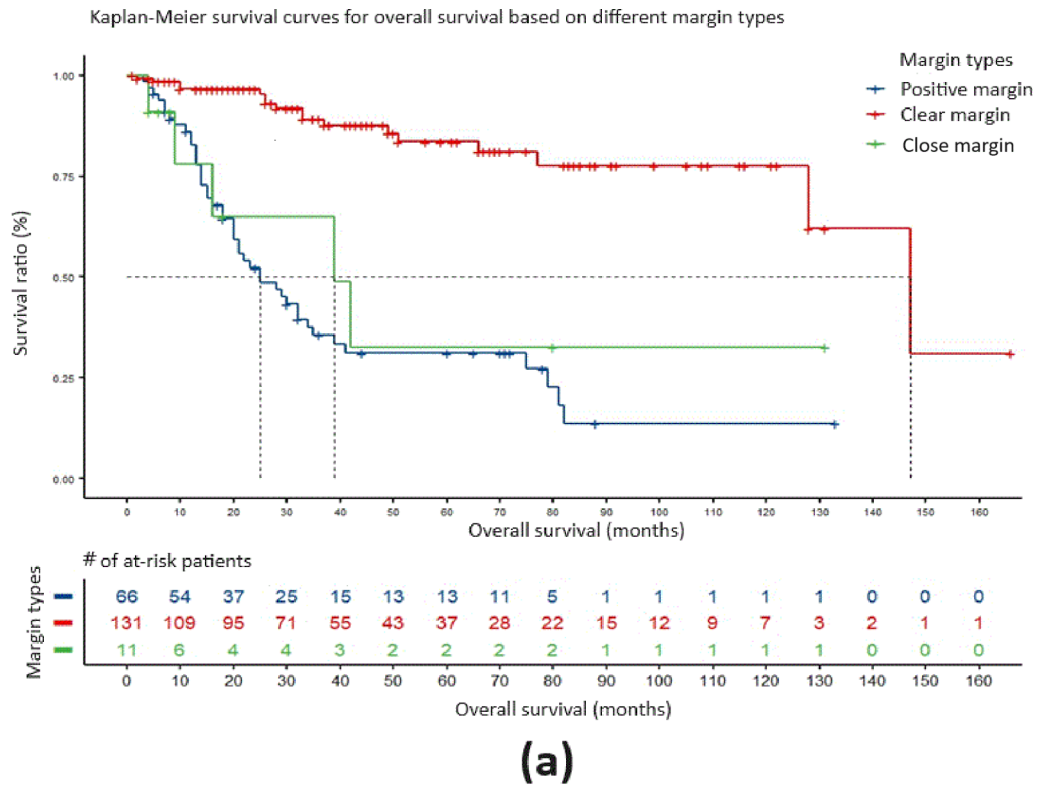 Kaplan-Meier survival curves for overall survival based on different margin types
Margin types
Positive margin
Clear margin
Close margin
Survival ratio (%)
1.00
0.75
0.50
0.25
0.00
0 10 20 30 40 50 60 70 80 90 100 110 120 130 140 150 160
Overall survival (months)
# of at-risk patients
Margin types
66 54 37 25 15 13 13 11 5 1 1 1 1 1 0 0 0
131 109 95 71 55 43 37 28 22 15 12 9 7 3 2 1 1
11 6 4 4 3 2 2 2 2 1 1 1 1 1 0 0 0
0 10 20 30 40 50 60 70 80 90 100 110 120 130 140 150 160
Overall survival (months)
(a)